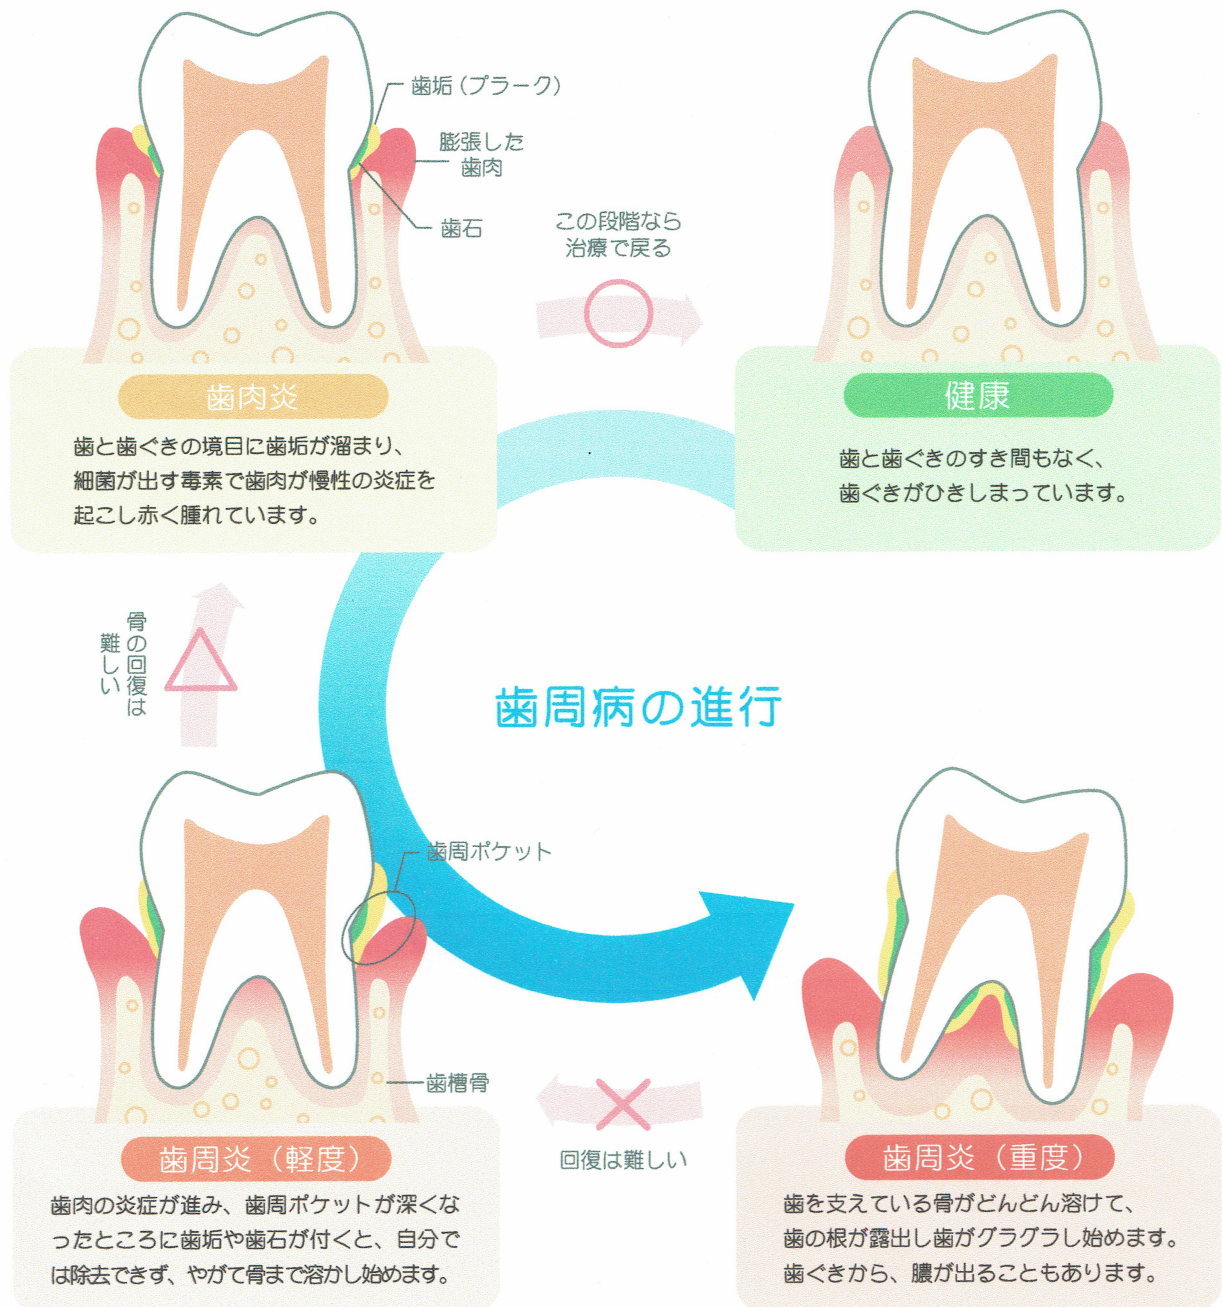 歯垢（プラーク）
膨張した
歯肉
歯石
この段階なら
治療で戻る
歯肉炎
歯と歯ぐきの境目に歯垢が溜まり、
細菌が出す毒素で歯肉が慢性の炎症を
起こし赤く腫れています。
健康
歯と歯ぐきのすき間もなく、
歯ぐきがひきしまっています。
骨の回復は
難しい
歯周病の進行
歯周ポケット
歯槽骨
回復は難しい
歯周炎（軽度）
歯肉の炎症が進み、歯周ポケットが深くな
ったところに歯垢や歯石が付くと、自分で
は除去できず、やがて骨まで溶かし始めます。
歯周炎（重度）
歯を支えている骨がどんどん溶けて、
歯の根が露出し歯がグラグラし始めます。
歯ぐきから、膿が出ることもあります。